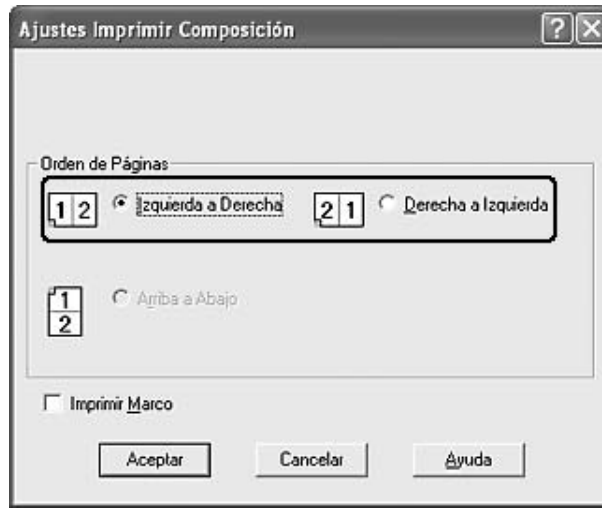 Ajustes Imprimir Composición
Orden de Páginas
1 2 Izquierda a Derecha 2 1 Derecha a Izquierda
1 Arriba a Abajo
2
Imprimir Marco
Aceptar Cancelar Ayuda